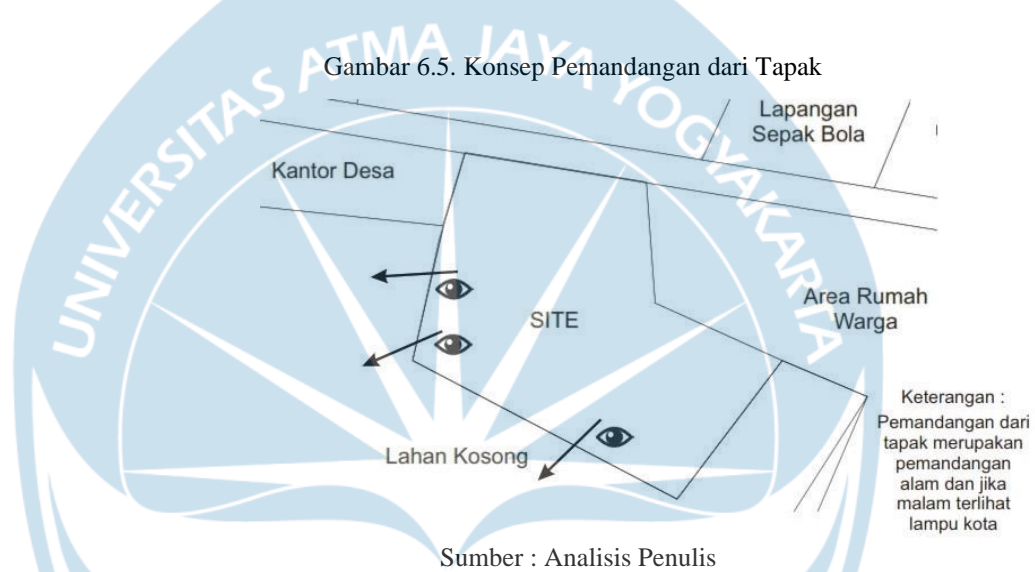 UNIVERSITAS ATMA JAYA YOGYAKARTA
Gambar 6.5. Konsep Pemandangan dari Tapak
Lapangan
Sepak Bola
Kantor Desa
Area Rumah
Warga
SITE
Keterangan :
Pemandangan dari
tapak merupakan
pemandangan
alam dan jika
malam terlihat
lampu kota
Lahan Kosong
Sumber : Analisis Penulis